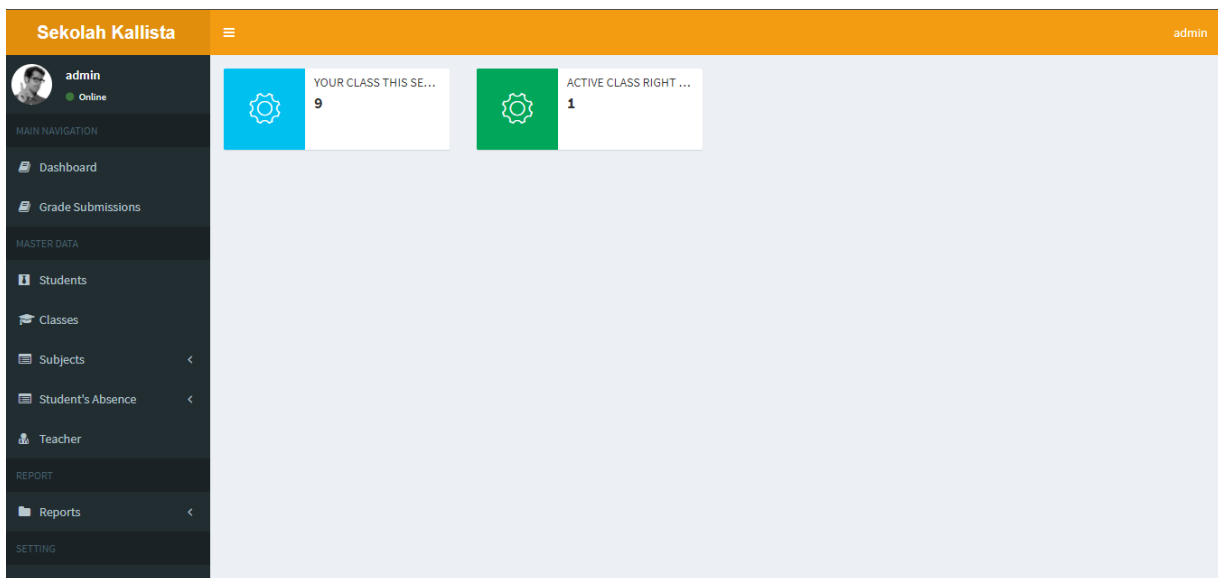 Sekolah Kallista
admin
admin
Online
MAIN NAVIGATION
Dashboard
Grade Submissions
MASTER DATA
Students
Classes
Subjects
Student's Absence
Teacher
REPORT
Reports
SETTING
YOUR CLASS THIS SE...
9
ACTIVE CLASS RIGHT ...
1